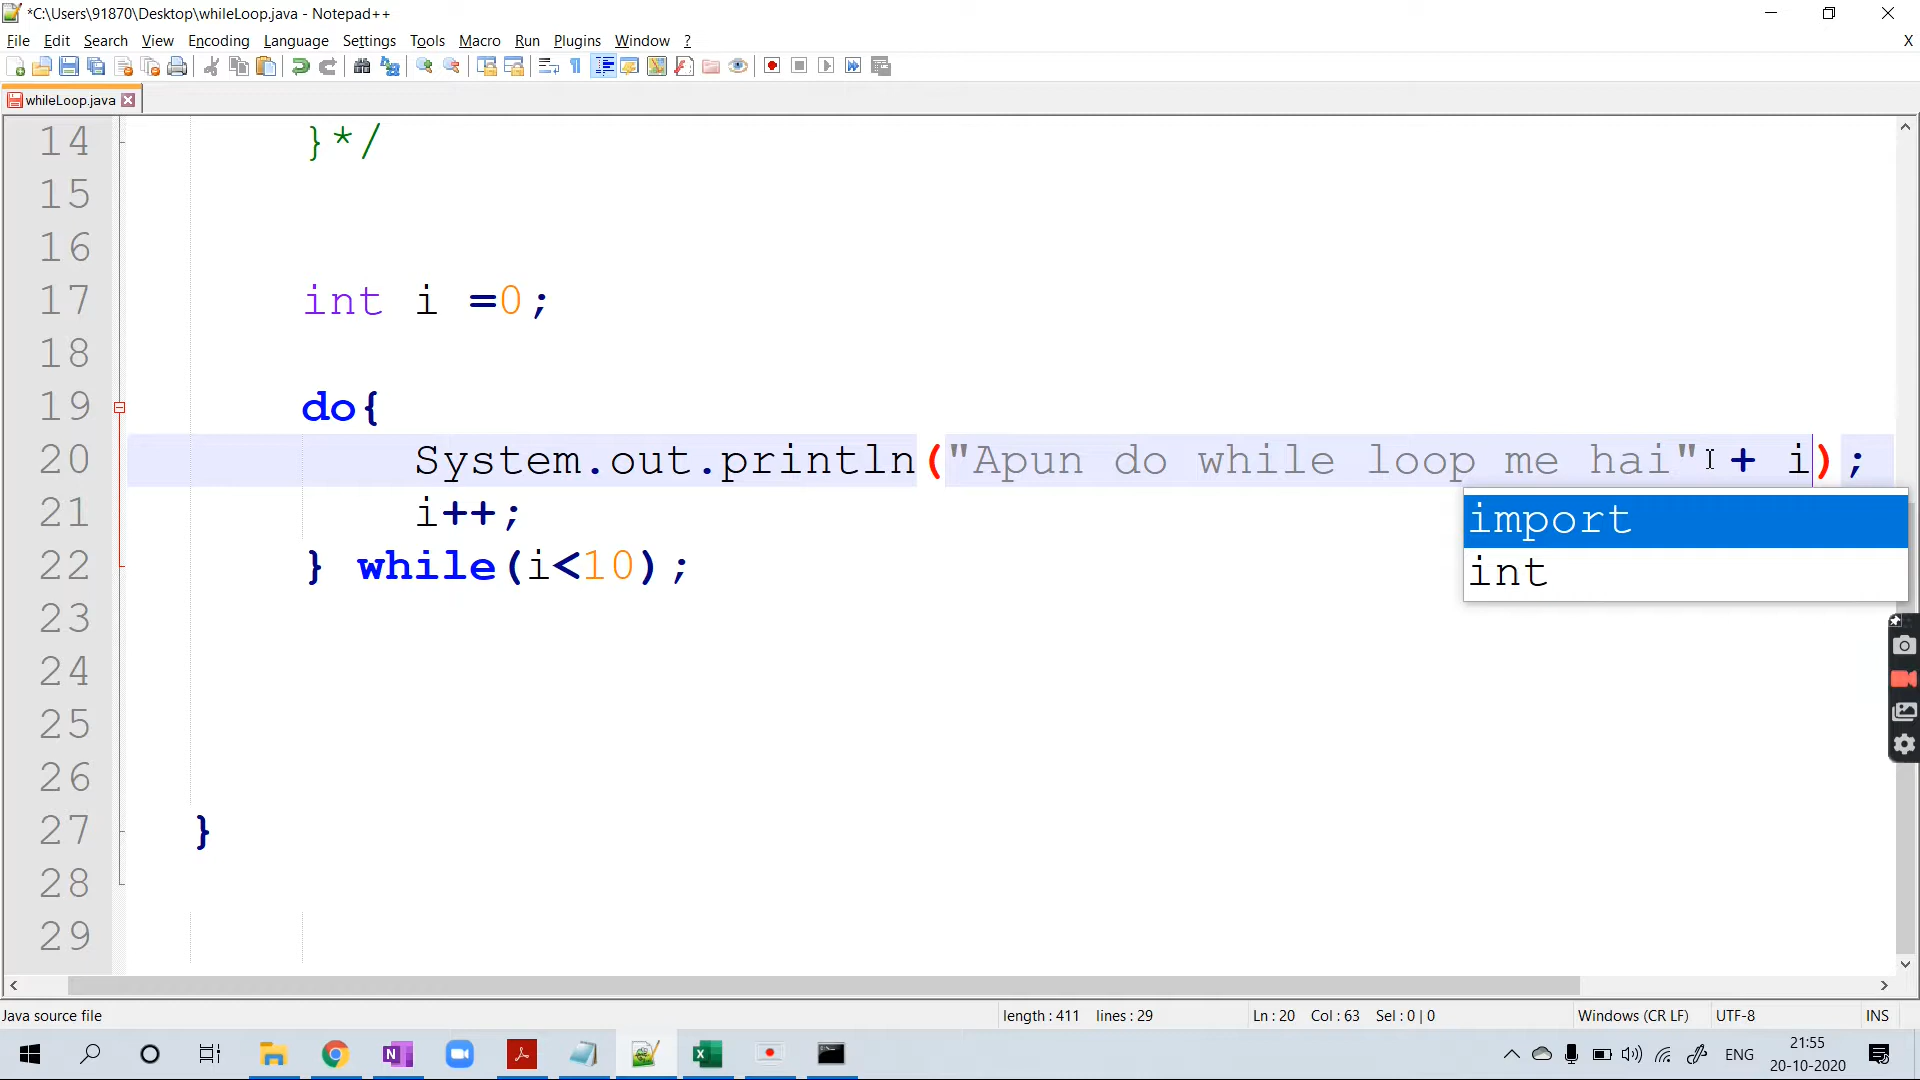 *C:\Users\91870\Desktop\whileLoop.java - Notepad++
File Edit Search View Encoding Language Settings Tools Macro Run Plugins Window ? X
whileLoop.java
14 }*/
15
16
17 int i =0;
18
19 do{
20 System.out.println("Apun do while loop me hai" + i);
import
21 i++;
int
22 } while(i<10);
23
24
25
26
27 }
28
29
Java source file length : 411 lines : 29 Ln : 20 Col : 63 Sel : 0 | 0 Windows (CR LF) UTF-8 INS
ENG 21:55
20-10-2020